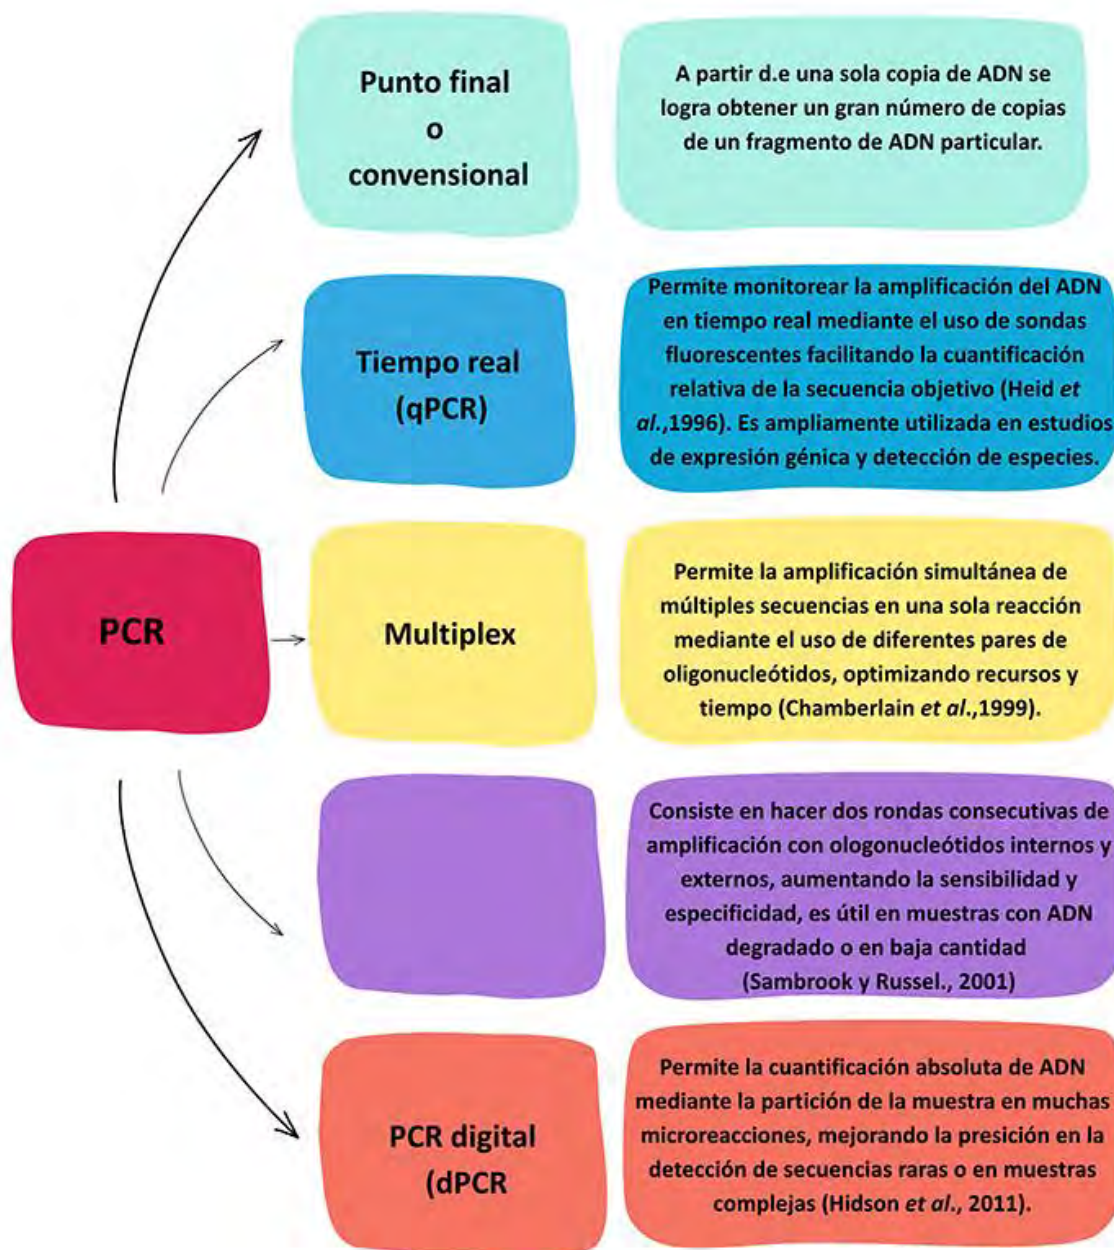 Punto final
o
convensional
A partir d.e una sola copia de ADN se
logra obtener un gran número de copias
de un fragmento de ADN particular.
Tiempo real
(qPCR)
Permite monitorear la amplificación del ADN
en tiempo real mediante el uso de sondas
fluorescentes facilitando la cuantificación
relativa de la secuencia objetivo (Heid et
al.,1996). Es ampliamente utilizada en estudios
de expresión génica y detección de especies.
PCR
Multiplex
Permite la amplificación simultánea de
múltiples secuencias en una sola reacción
mediante el uso de diferentes pares de
oligonucleótidos, optimizando recursos y
tiempo (Chamberlain et al.,1999).
Consiste en hacer dos rondas consecutivas de
amplificación con ologonucleótidos internos y
externos, aumentando la sensibilidad y
especificidad, es útil en muestras con ADN
degradado o en baja cantidad
(Sambrook y Russel., 2001)
PCR digital
(dPCR
Permite la cuantificación absoluta de ADN
mediante la partición de la muestra en muchas
microreacciones, mejorando la presición en la
detección de secuencias raras o en muestras
complejas (Hidson et al., 2011).